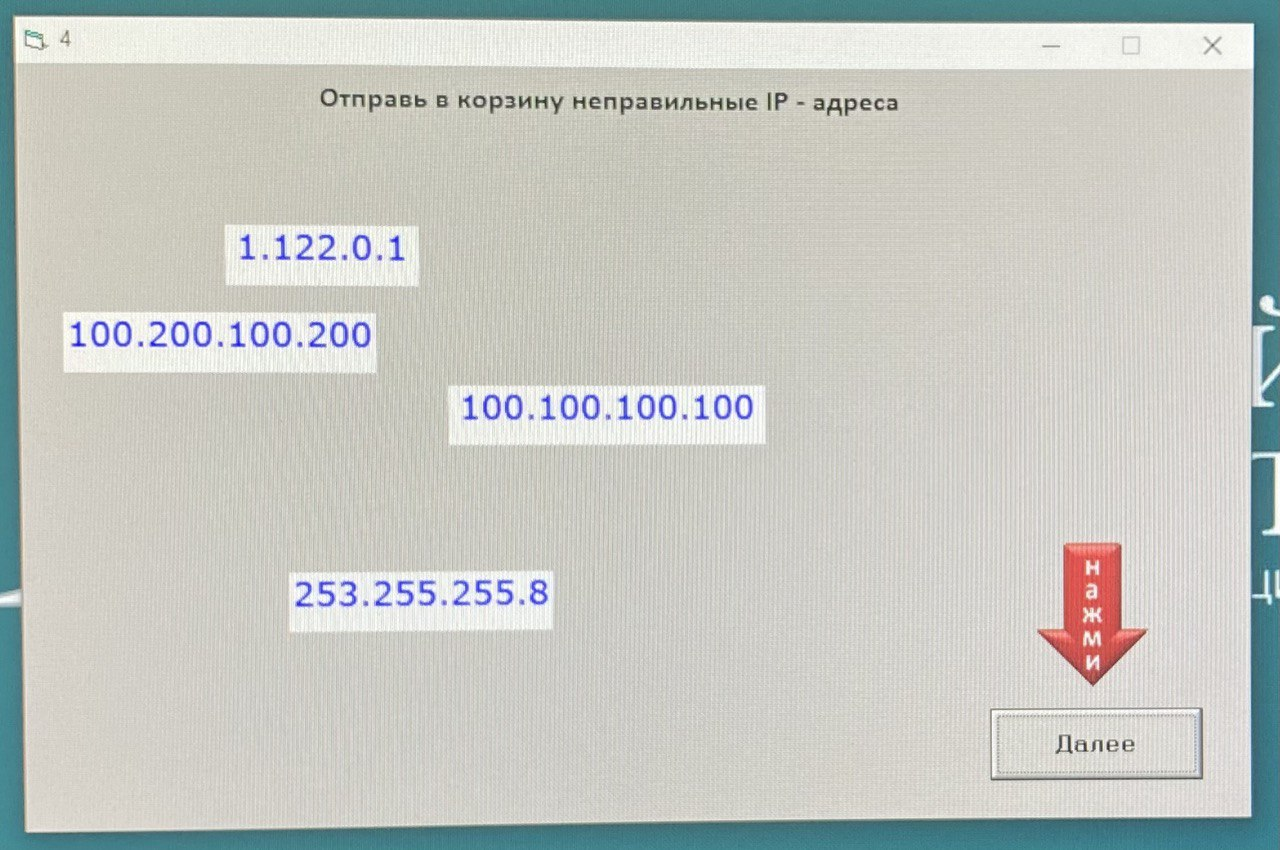 4
Отправь в корзину неправильные IP - адреса
1.122.0.1
100.200.100.200
100.100.100.100
253.255.255.8
нажми
Далее